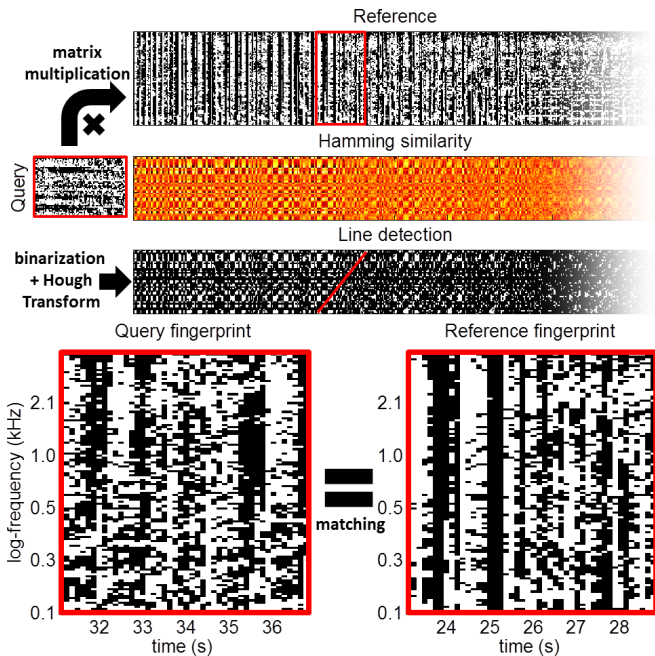 Reference
matrix
multiplication
Hamming similarity
Query
Line detection
binarization
+ Hough
Transform
Query fingerprint
Reference fingerprint
log-frequency (kHz)
2.1
1.0
0.5
0.3
0.1
32 33 34 35 36
time (s)
matching
2.1
1.0
0.5
0.3
0.1
24 25 26 27 28
time (s)